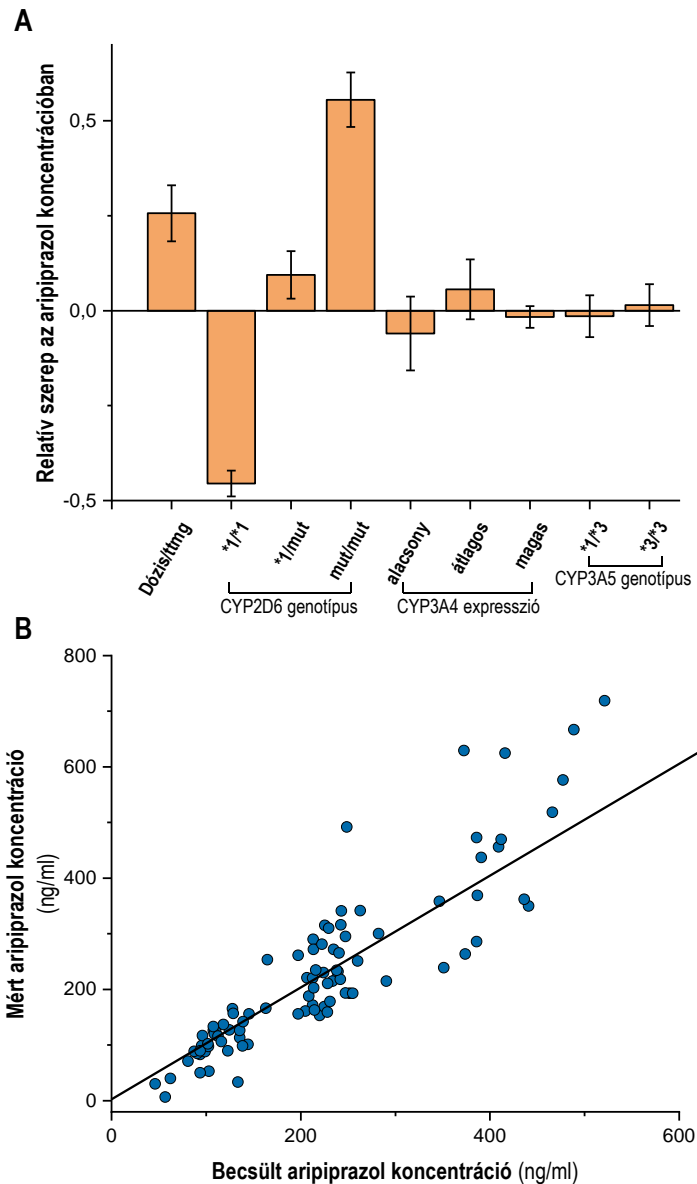 A
Relatív szerep az aripiprazol koncentrációban
0,5
0,0
-0,5
Dózis/ttmg
*1/*1
*1/mut
mut/mut
alacsony
átlagos
magas
*1/*3
*3/*3
CYP2D6 genotípus
CYP3A4 expresszió
CYP3A5 genotípus
B
Mért aripiprazol koncentráció
(ng/ml)
800
600
400
200
0
0
200
400
600
Becsült aripiprazol koncentráció (ng/ml)